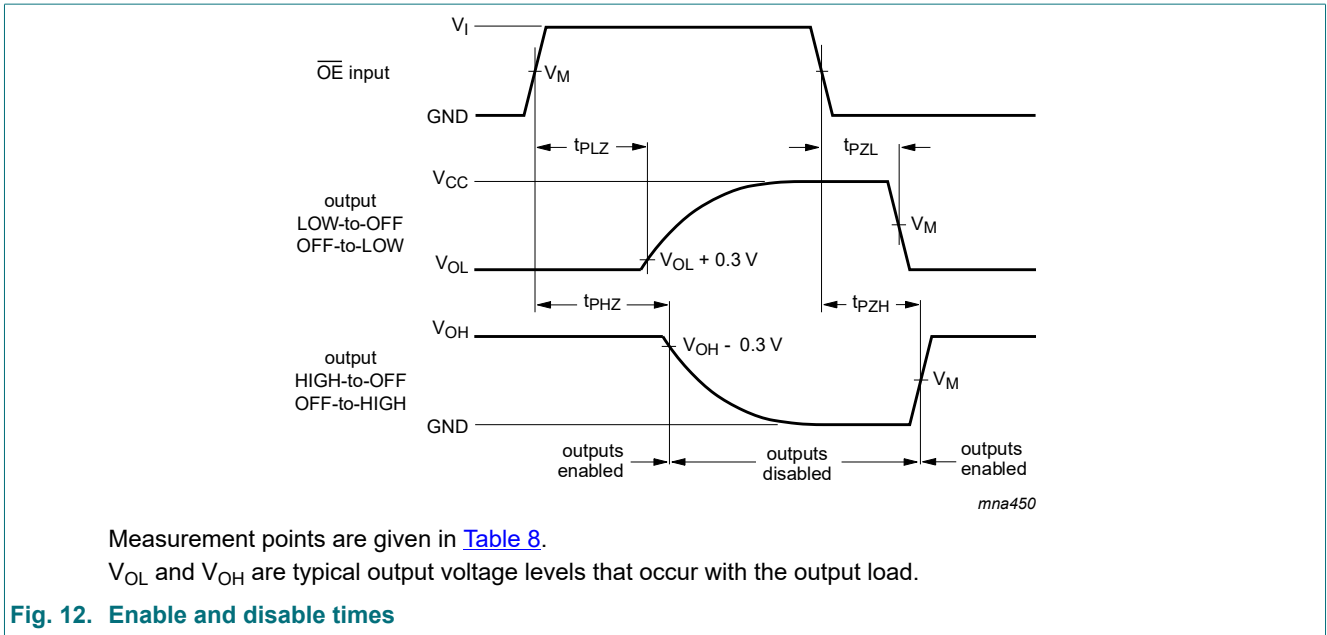 V_I
OE input
V_M
GND
t_PLZ
t_PZL
V_CC
output
LOW-to-OFF
OFF-to-LOW
V_M
V_OL
V_OL + 0.3 V
t_PHZ
t_PZH
V_OH
V_OH - 0.3 V
output
HIGH-to-OFF
OFF-to-HIGH
V_M
GND
outputs
enabled
outputs
disabled
outputs
enabled
mna450
Measurement points are given in Table 8.
V_OL and V_OH are typical output voltage levels that occur with the output load.
Fig. 12. Enable and disable times